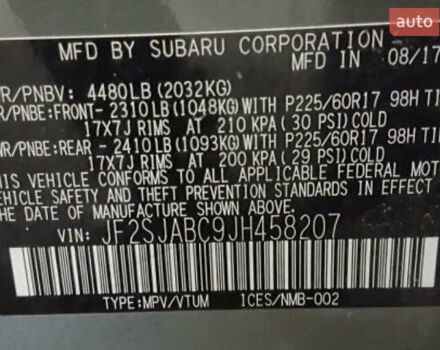 auto
MFD BY SUBARU CORPORATION
MFD IN 08/17
R/PNBV: 4480LB (2032KG)
R/PNBE:FRONT- 2310LB(1048KG)WITH P225/60R17 98H TI
17X7J RIMS AT 210 KPA( 30 PSI)COLD
WR/PNBE:REAR - 2410LB(1093KG)WITH P225/60R17 98H TI
17X7J RIMS AT 200 KPA( 29 PSI)COLD
HIS VEHICLE CONFORMS TO ALL APPLICABLE FEDERAL MOT
VEHICLE SAFETY AND THEFT PREVENTION STANDARDS IN E
THE DATE OF MANUFACTURE SHOWN ABOVE.
VIN: JF2SJABC9JH458207
TYPE:MPV/VTUM ICES/NMB-002